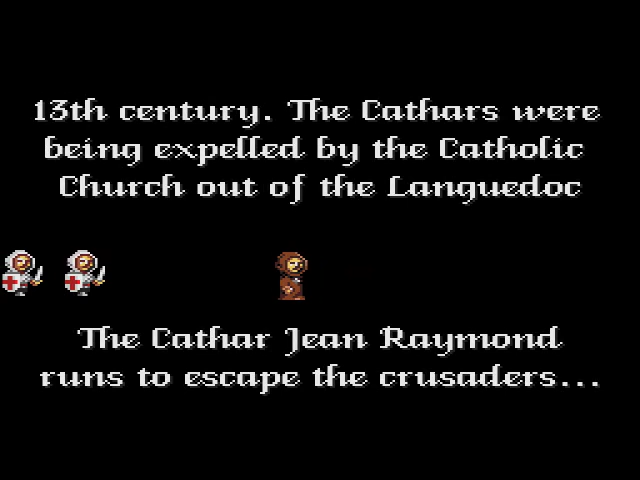 13th century. The Cathars were
being expelled by the Catholic
Church out of the Languedoc
The Cathar Jean Raymond
runs to escape the crusaders...